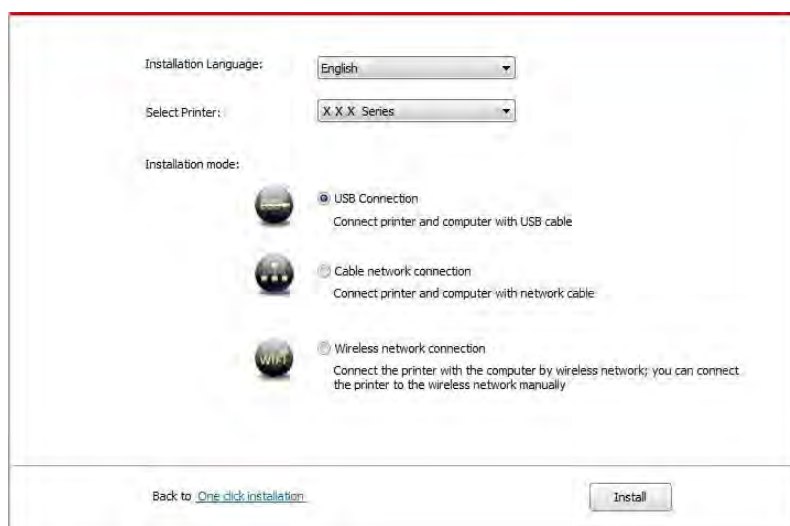 Installation Language:
English
Select Printer:
X X X Series
Installation mode:
USB Connection
Connect printer and computer with USB cable
Cable network connection
Connect printer and computer with network cable
WIFI
Wireless network connection
Connect the printer with the computer by wireless network; you can connect
the printer to the wireless network manually
Back to One click installation
Install